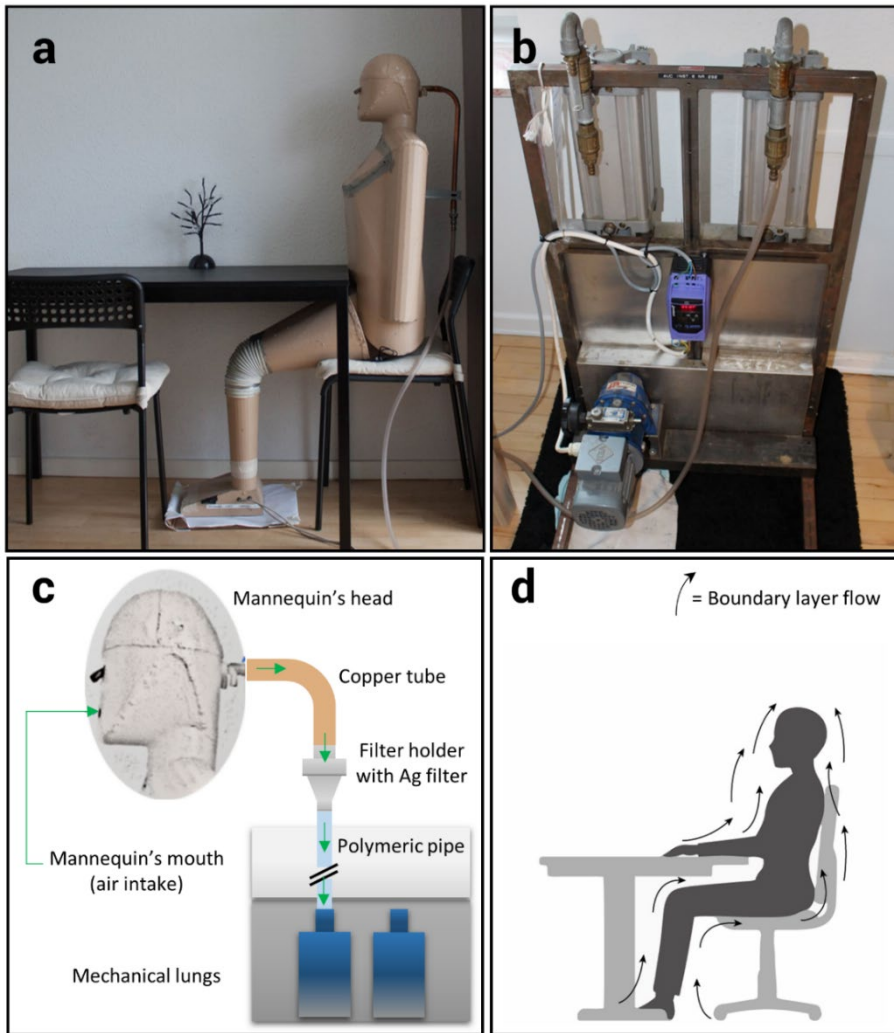 a
b
c
Mannequin's head
Copper tube
Filter holder
with Ag filter
Polymeric pipe
Mannequin's mouth
(air intake)
Mechanical lungs
d
= Boundary layer flow